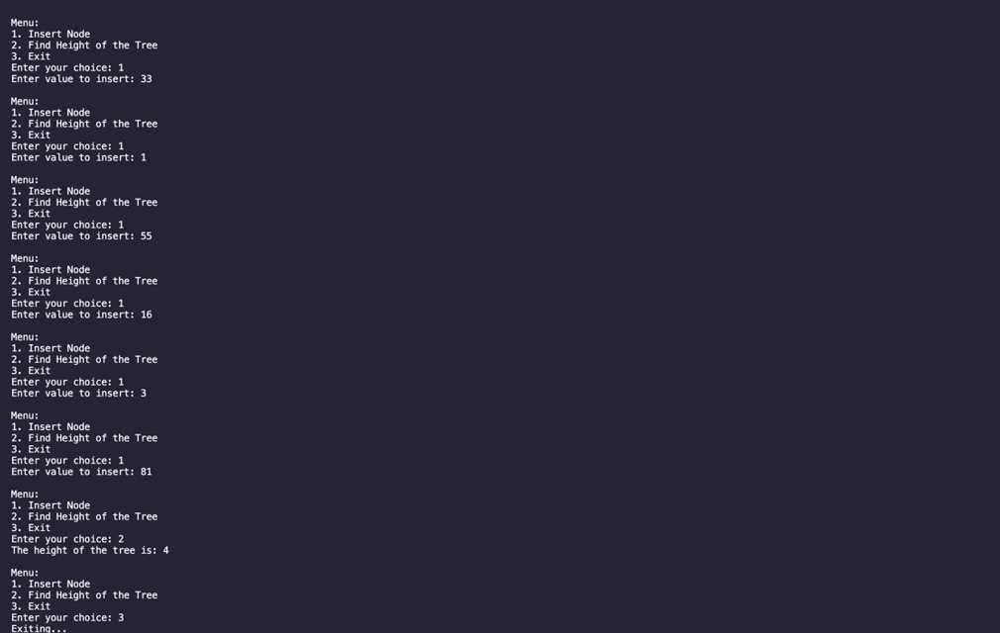 Menu:
1. Insert Node
2. Find Height of the Tree
3. Exit
Enter your choice: 1
Enter value to insert: 33
Menu:
1. Insert Node
2. Find Height of the Tree
3. Exit
Enter your choice: 1
Enter value to insert: 1
Menu:
1. Insert Node
2. Find Height of the Tree
3. Exit
Enter your choice: 1
Enter value to insert: 55
Menu:
1. Insert Node
2. Find Height of the Tree
3. Exit
Enter your choice: 1
Enter value to insert: 16
Menu:
1. Insert Node
2. Find Height of the Tree
3. Exit
Enter your choice: 1
Enter value to insert: 3
Menu:
1. Insert Node
2. Find Height of the Tree
3. Exit
Enter your choice: 1
Enter value to insert: 81
Menu:
1. Insert Node
2. Find Height of the Tree
3. Exit
Enter your choice: 2
The height of the tree is: 4
Menu:
1. Insert Node
2. Find Height of the Tree
3. Exit
Enter your choice: 3
Exiting...